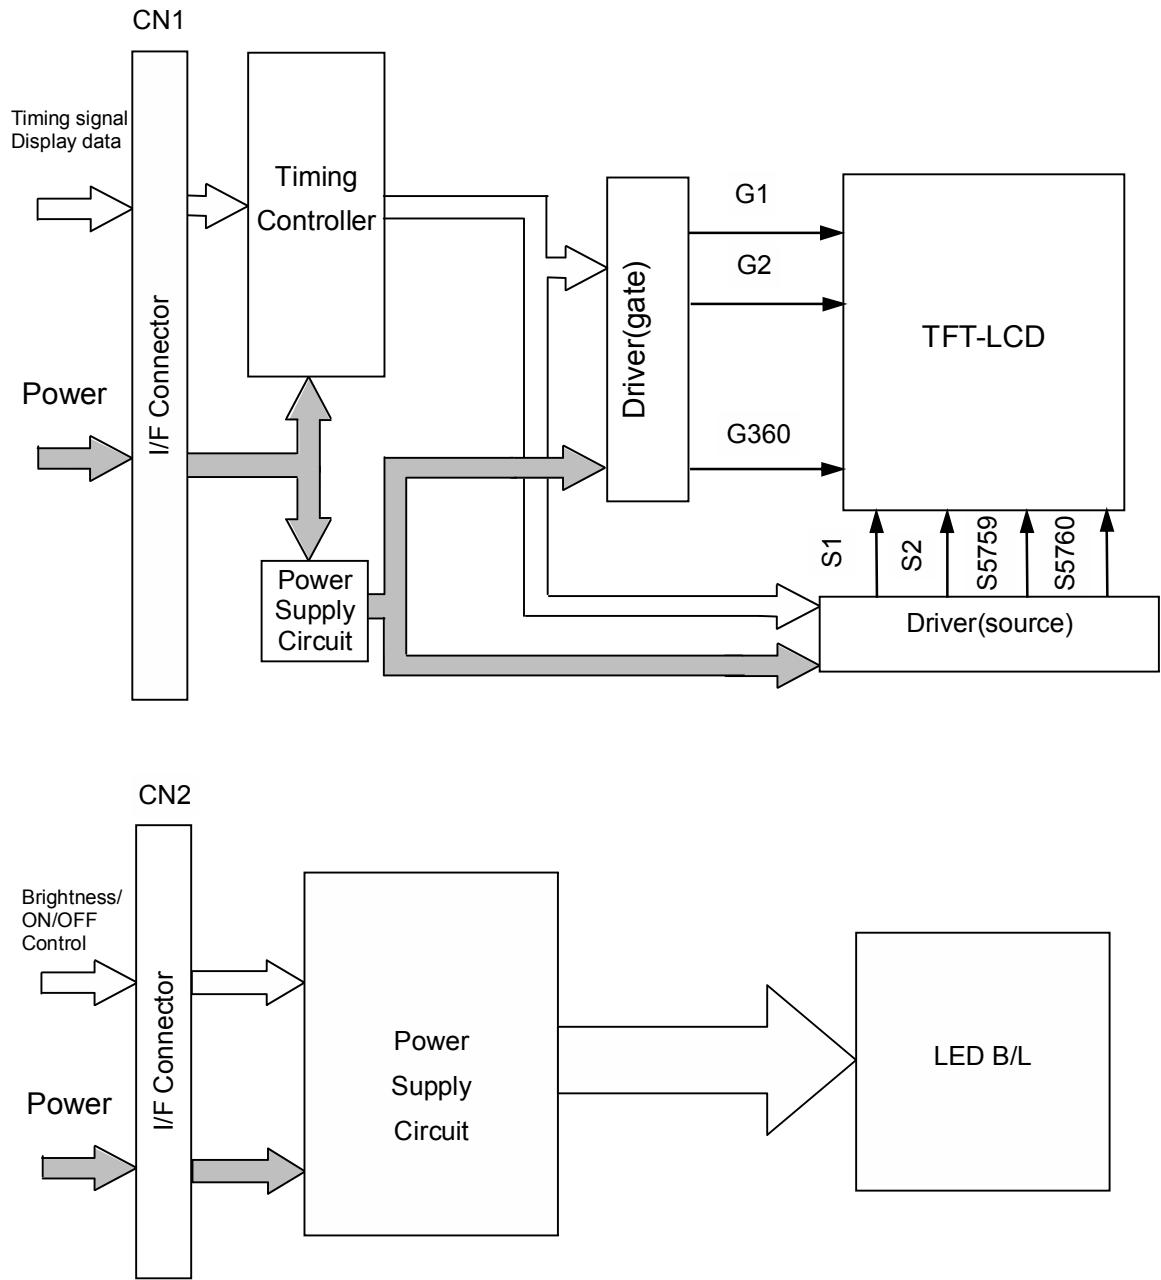 CN1
Timing signal
Display data
Power
I/F Connector
Timing
Controller
Power
Supply
Circuit
Driver(gate)
G1
G2
G360
TFT-LCD
S1
S2
S5759
S5760
Driver(source)
CN2
Brightness/
ON/OFF
Control
Power
I/F Connector
Power
Supply
Circuit
LED B/L